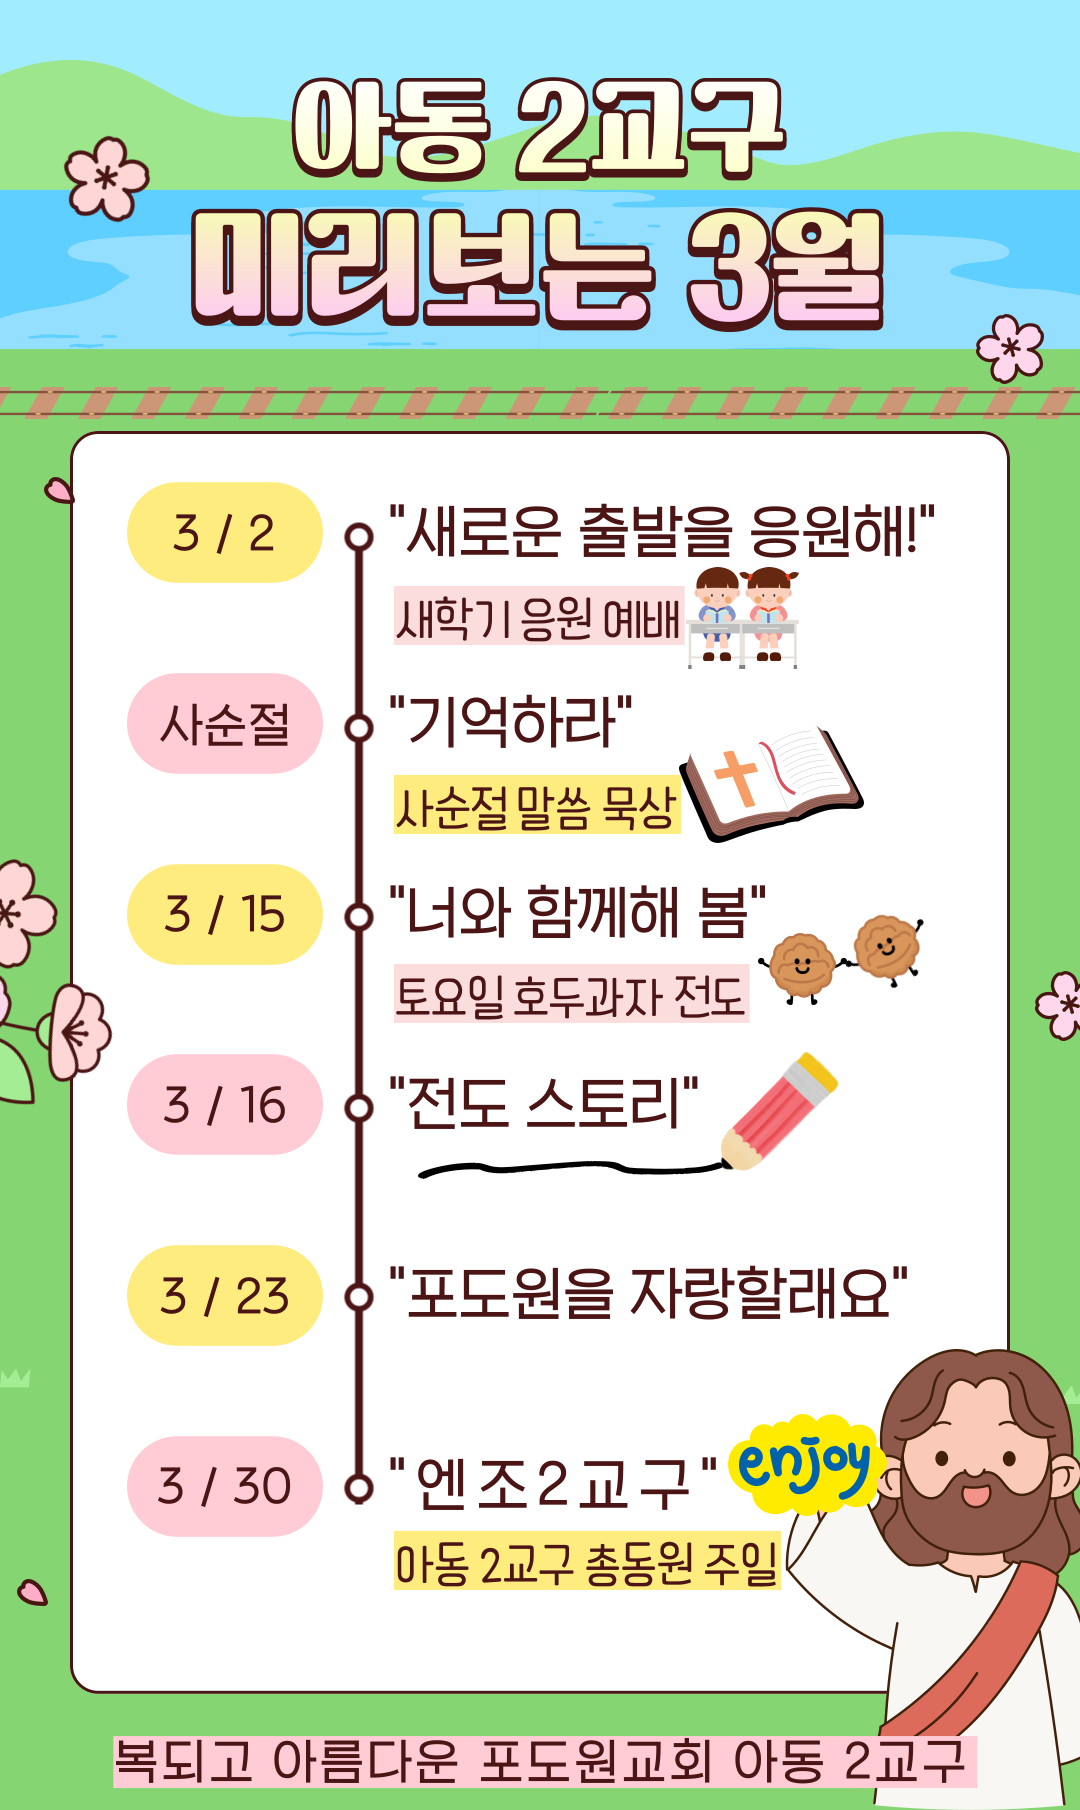 아동 2교구
미리보는 3월
3 / 2
"새로운 출발을 응원해!"
새학기 응원 예배
사순절
"기억하라"
사순절 말씀 묵상
3 / 15
"너와 함께해 봄"
토요일 호두과자 전도
3 / 16
"전도 스토리"
3 / 23
"포도원을 자랑할래요"
3 / 30
"엔조2교구"
enjoy
아동 2교구 총동원 주일
복되고 아름다운 포도원교회 아동 2교구